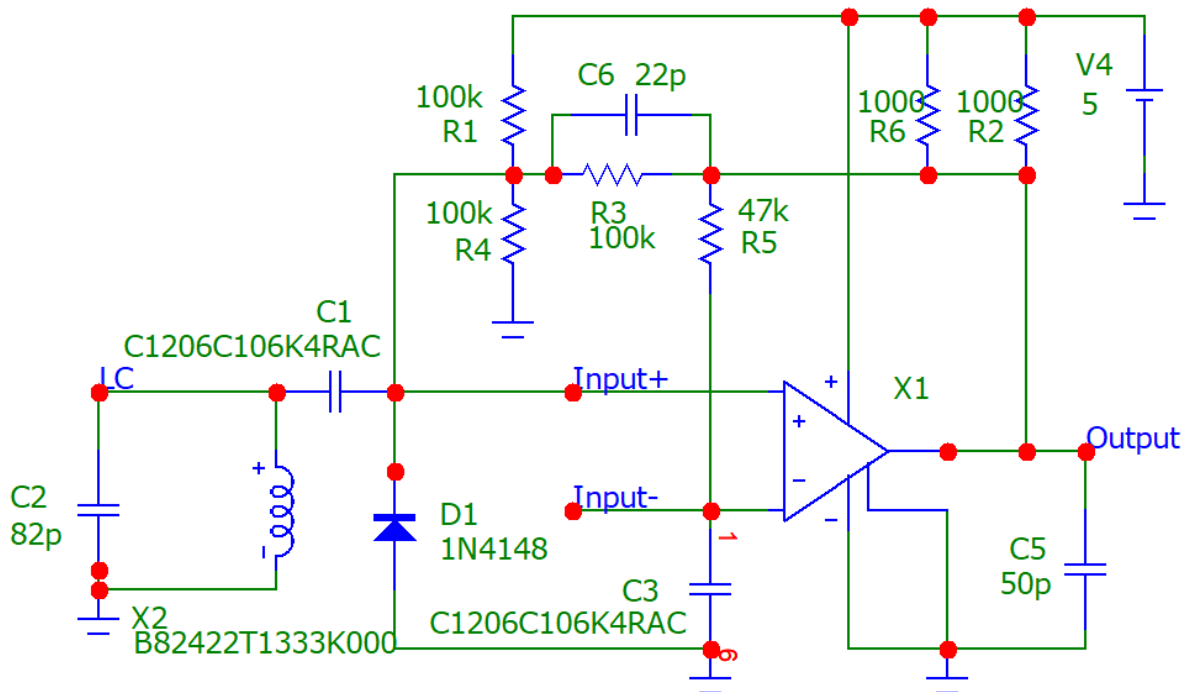 C6 22p
V4
5
100k
R1
1000
R6
1000
R2
100k
R4
R3
100k
47k
R5
C1
C1206C106K4RAC
LC
Input+
+
X1
+
Output
C2
82p
+
-
Input-
-
-
D1
1N4148
1
C3
C1206C106K4RAC
C5
50p
X2
B82422T1333K000
6